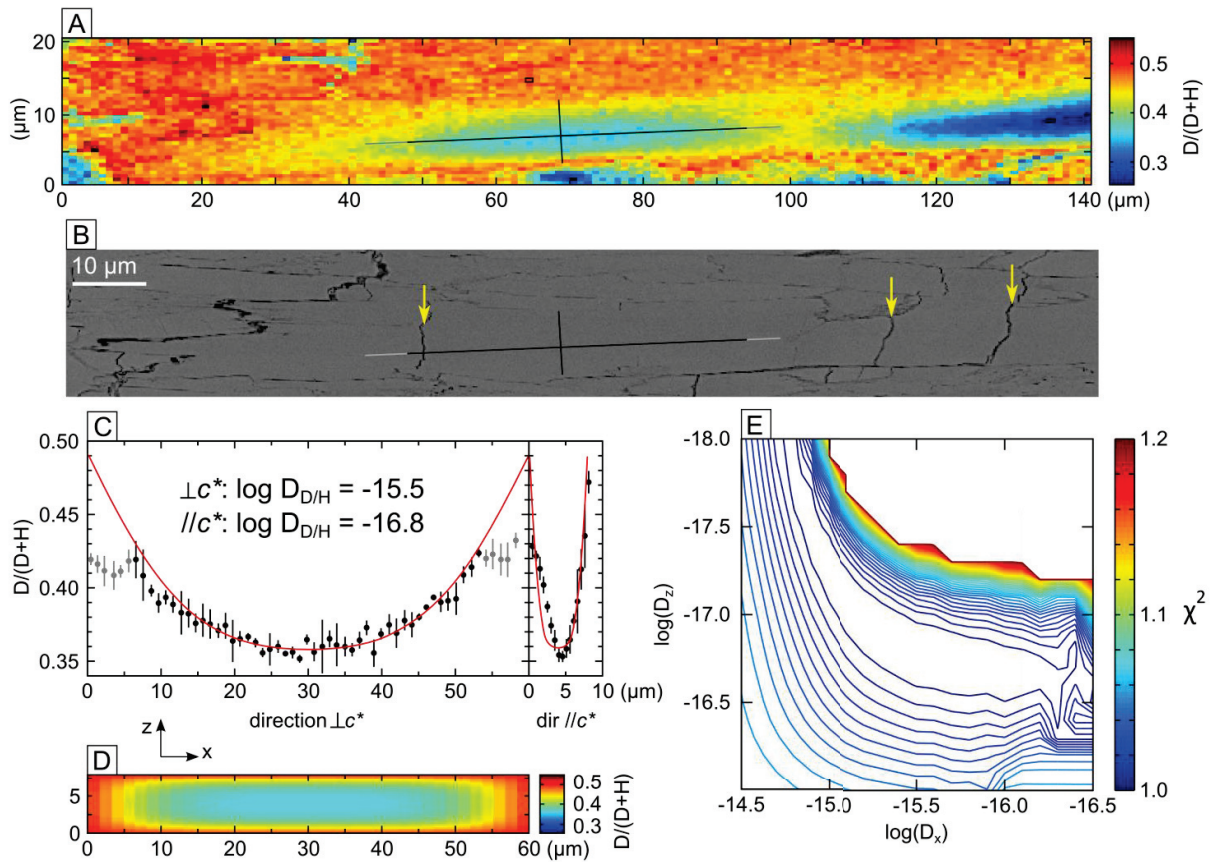 A
20
10
0
(µm)
0 20 40 60 80 100 120 140 (µm)
0.5
0.4
0.3
D/(D+H)
B
10 µm
C
0.50
0.45
0.40
0.35
D/(D+H)
⊥c*: log D_D/H = -15.5
//c*: log D_D/H = -16.8
0 10 20 30 40 50 0 5 10 (µm)
direction ⊥c*
dir //c*
z
x
D
5
0
0 10 20 30 40 50 60 (µm)
0.5
0.4
0.3
D/(D+H)
E
-18.0
-17.5
-17.0
-16.5
log(D_z)
-14.5 -15.0 -15.5 -16.0 -16.5
log(D_x)
1.2
1.1
1.0
χ²